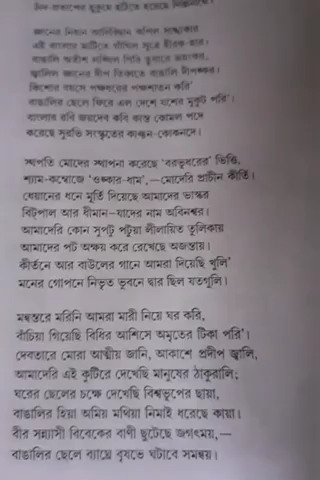 চাঁদ-প্রতাপের হুকুমে হটিতে হয়েছে দিল্লীনাথে।
জ্ঞানের নিধান আদিবিদ্বান কপিল সাঙ্খ্যকার
এই বাংলার মাটিতে গাঁথিল সূত্রে হীরক-হার।
বাঙালি অতীশ লঙ্ঘিল গিরি তুষারে ভয়ংকর,
জ্বালিল জ্ঞানের দীপ তিব্বতে বাঙালি দীপঙ্কর।
কিশোর বয়সে পক্ষধরের পক্ষশাতন করি'
বাঙালির ছেলে ফিরে এল দেশে যশের মুকুট পরি'।
বাংলার রবি জয়দেব কবি কান্ত কোমল পদে
করেছে সুরভি সংস্কৃতের কাঞ্চন-কোকনদে।
স্থপতি মোদের স্থাপনা করেছে 'বরভূধরের' ভিত্তি,
শ্যাম-কম্বোজে 'ওঙ্কার-ধাম',—মোদেরি প্রাচীন কীর্তি।
ধেয়ানের ধনে মূর্তি দিয়েছে আমাদের ভাস্কর
বিট্‌পাল আর ধীমান—যাদের নাম অবিনশ্বর।
আমাদেরি কোন সুপটু পটুয়া লীলায়িত তুলিকায়
আমাদের পট অক্ষয় করে রেখেছে অজন্তায়।
কীর্তনে আর বাউলের গানে আমরা দিয়েছি খুলি'
মনের গোপনে নিভৃত ভুবনে দ্বার ছিল যতগুলি।
মন্বন্তরে মরিনি আমরা মারী নিয়ে ঘর করি,
বাঁচিয়া গিয়েছি বিধির আশিসে অমৃতের টিকা পরি'।
দেবতারে মোরা আত্মীয় জানি, আকাশে প্রদীপ জ্বালি,
আমাদেরি এই কুটিরে দেখেছি মানুষের ঠাকুরালি;
ঘরের ছেলের চক্ষে দেখেছি বিশ্বভূপের ছায়া,
বাঙালির হিয়া অমিয় মথিয়া নিমাই ধরেছে কায়া।
বীর সন্ন্যাসী বিবেকের বাণী ছুটেছে জগৎময়,—
বাঙালির ছেলে ব্যাঘ্রে বৃষভে ঘটাবে সমন্বয়।